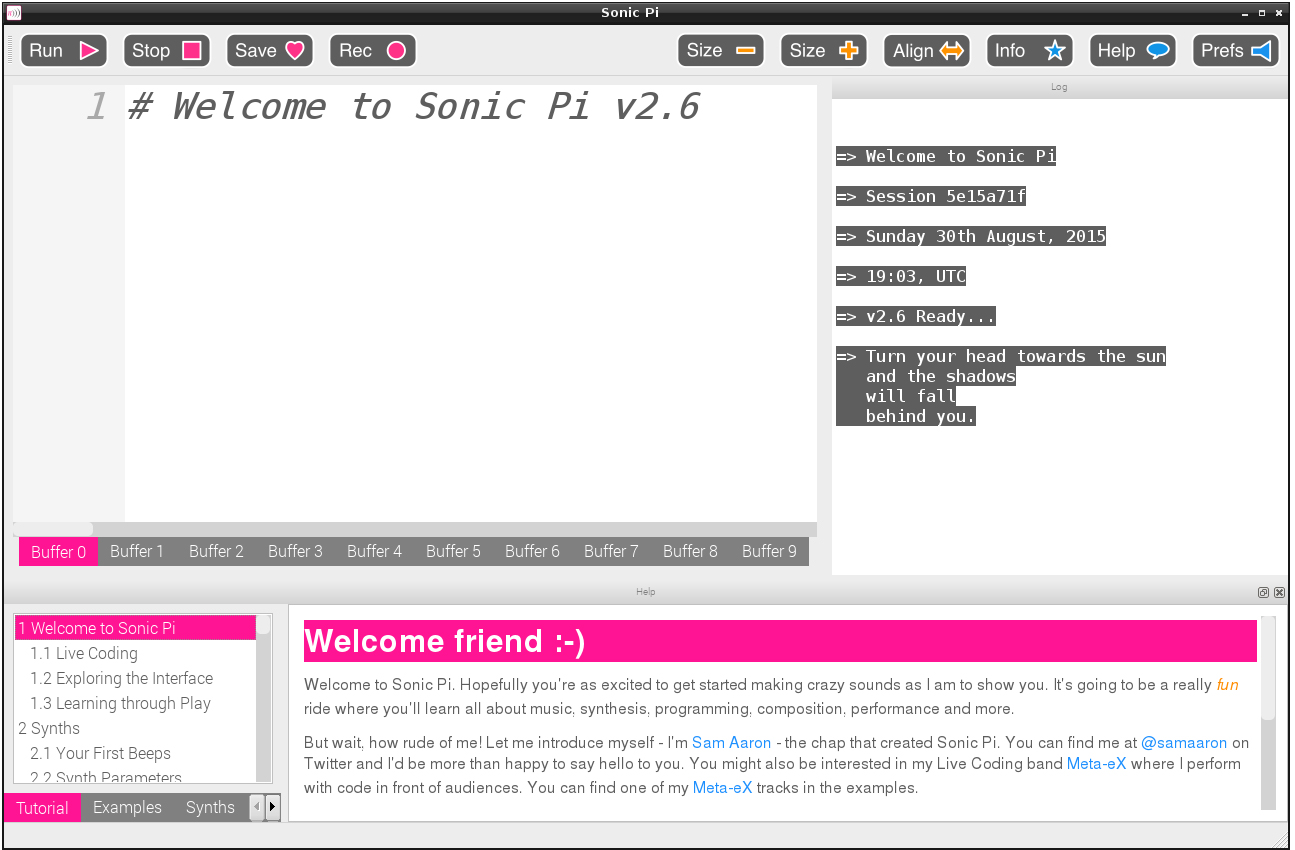 Sonic Pi
Run Stop Save Rec Size Size Align Info Help Prefs
1 # Welcome to Sonic Pi v2.6
Log
=> Welcome to Sonic Pi
=> Session 5e15a71f
=> Sunday 30th August, 2015
=> 19:03, UTC
=> v2.6 Ready...
=> Turn your head towards the sun
and the shadows
will fall
behind you.
Buffer 0 Buffer 1 Buffer 2 Buffer 3 Buffer 4 Buffer 5 Buffer 6 Buffer 7 Buffer 8 Buffer 9
Help
1 Welcome to Sonic Pi
1.1 Live Coding
1.2 Exploring the Interface
1.3 Learning through Play
2 Synths
2.1 Your First Beeps
2.2 Synth Parameters
Tutorial Examples Synths
Welcome friend :-)
Welcome to Sonic Pi. Hopefully you're as excited to get started making crazy sounds as I am to show you. It's going to be a really fun
ride where you'll learn all about music, synthesis, programming, composition, performance and more.
But wait, how rude of me! Let me introduce myself - I'm Sam Aaron - the chap that created Sonic Pi. You can find me at @samaaron on
Twitter and I'd be more than happy to say hello to you. You might also be interested in my Live Coding band Meta-eX where I perform
with code in front of audiences. You can find one of my Meta-eX tracks in the examples.